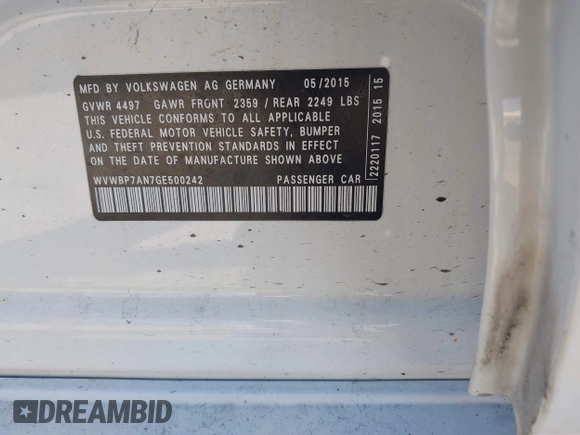 MFD BY VOLKSWAGEN AG GERMANY 05/2015
GVWR 4497 GAWR FRONT 2359 / REAR 2249 LBS
THIS VEHICLE CONFORMS TO ALL APPLICABLE
U.S. FEDERAL MOTOR VEHICLE SAFETY, BUMPER
AND THEFT PREVENTION STANDARDS IN EFFECT
ON THE DATE OF MANUFACTURE SHOWN ABOVE
WVWBP7AN7GE500242 PASSENGER CAR
2220117 2015 15
DREAMBID